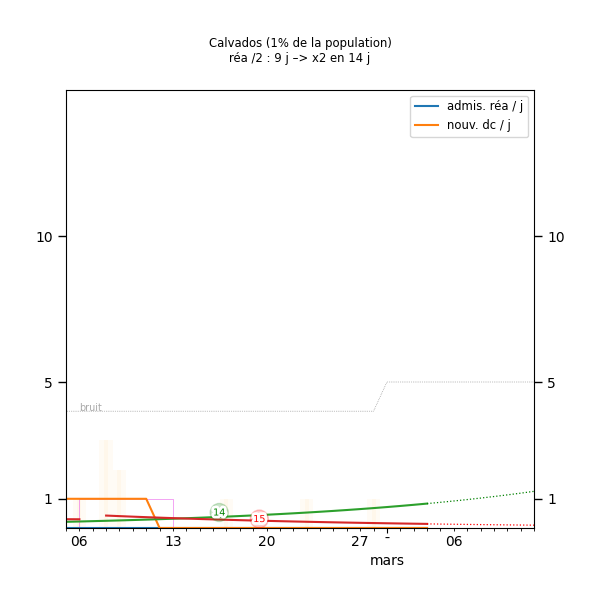 Calvados (1% de la population)
réa /2 : 9 j –> x2 en 14 j
admis. réa / j
nouv. dc / j
10 10
5 5
bruit
1 1
14 15
06 13 20 27 - 06
mars